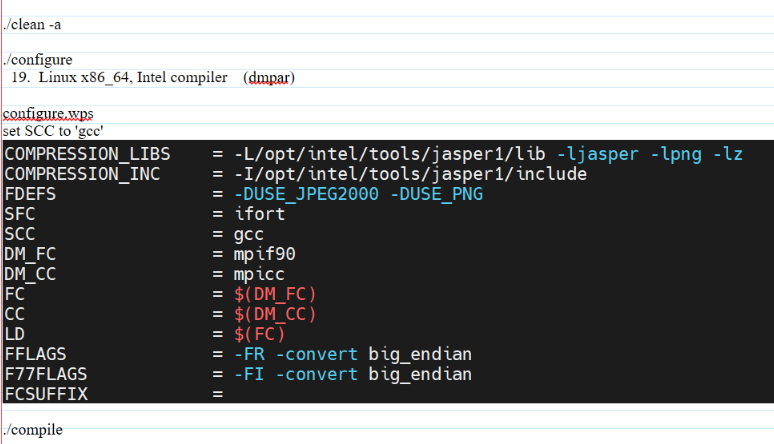 ./clean -a
./configure
19. Linux x86_64, Intel compiler (dmpar)
configure.wps
set SCC to 'gcc'
COMPRESSION_LIBS = -L/opt/intel/tools/jasper1/lib -ljasper -lpng -lz
COMPRESSION_INC = -I/opt/intel/tools/jasper1/include
FDEFS = -DUSE_JPEG2000 -DUSE_PNG
SFC = ifort
SCC = gcc
DM_FC = mpif90
DM_CC = mpicc
FC = $(DM_FC)
CC = $(DM_CC)
LD = $(FC)
FFLAGS = -FR -convert big_endian
F77FLAGS = -FI -convert big_endian
FCSUFFIX =
./compile